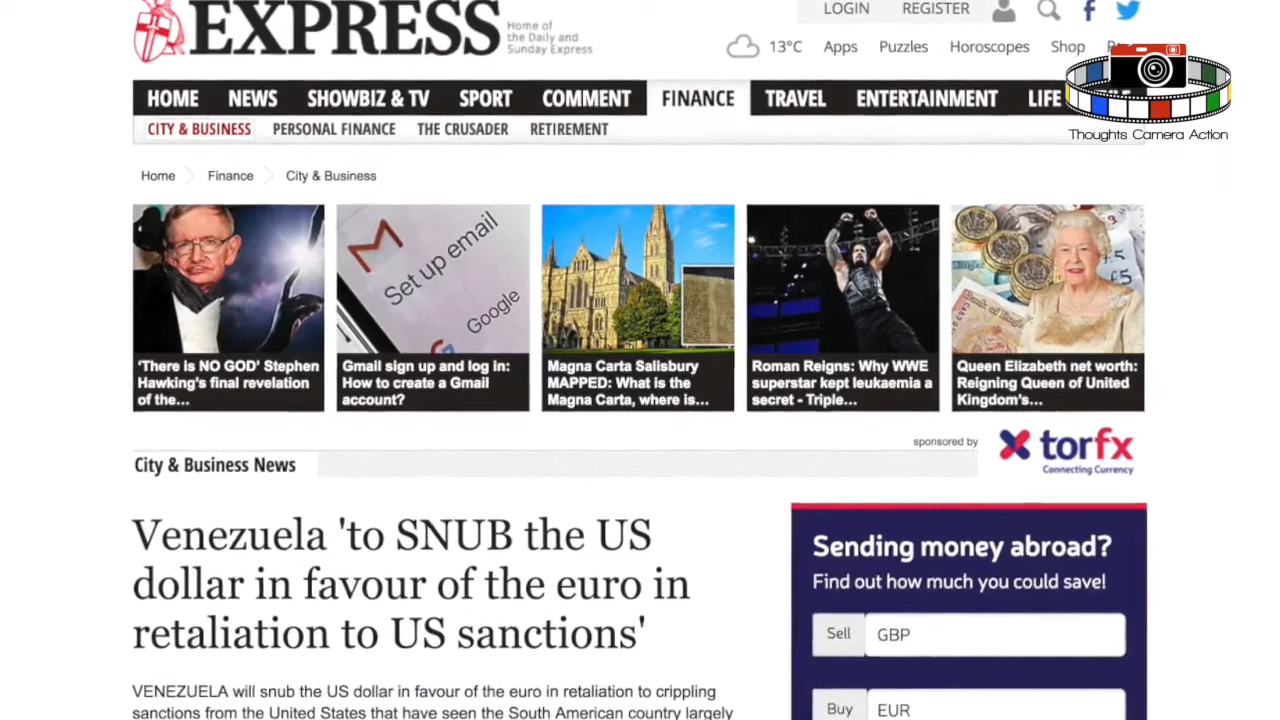 EXPRESS
Home of
the Daily and
Sunday Express
LOGIN REGISTER
13°C Apps Puzzles Horoscopes Shop
HOME NEWS SHOWBIZ & TV SPORT COMMENT FINANCE TRAVEL ENTERTAINMENT LIFE
Thoughts Camera Action
CITY & BUSINESS PERSONAL FINANCE THE CRUSADER RETIREMENT
Home Finance City & Business
Set up email
Google
£5
'There is NO GOD' Stephen
Hawking's final revelation
of the...
Gmail sign up and log in:
How to create a Gmail
account?
Magna Carta Salisbury
MAPPED: What is the
Magna Carta, where is...
Roman Reigns: Why WWE
superstar kept leukaemia a
secret - Triple...
Queen Elizabeth net worth:
Reigning Queen of United
Kingdom's...
sponsored by
torfx
Connecting Currency
City & Business News
Venezuela 'to SNUB the US
dollar in favour of the euro in
retaliation to US sanctions'
VENEZUELA will snub the US dollar in favour of the euro in retaliation to crippling
sanctions from the United States that have seen the South American country largely
Sending money abroad?
Find out how much you could save!
Sell GBP
Buy EUR